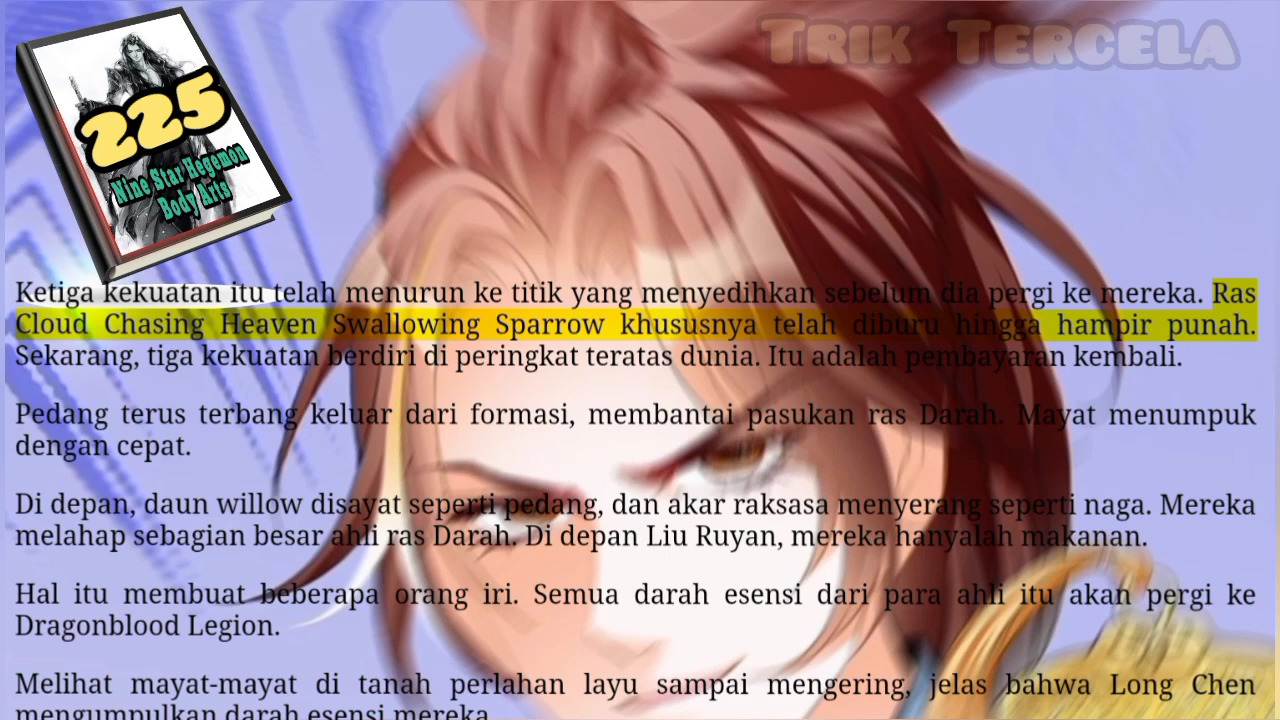 Trik Tercela
225
Nine Star Hegemon
Body Arts
Ketiga kekuatan itu telah menurun ke titik yang menyedihkan sebelum dia pergi ke mereka. Ras
Cloud Chasing Heaven Swallowing Sparrow khususnya telah diburu hingga hampir punah.
Sekarang, tiga kekuatan berdiri di peringkat teratas dunia. Itu adalah pembayaran kembali.
Pedang terus terbang keluar dari formasi, membantai pasukan ras Darah. Mayat menumpuk
dengan cepat.
Di depan, daun willow disayat seperti pedang, dan akar raksasa menyerang seperti naga. Mereka
melahap sebagian besar ahli ras Darah. Di depan Liu Ruyan, mereka hanyalah makanan.
Hal itu membuat beberapa orang iri. Semua darah esensi dari para ahli itu akan pergi ke
Dragonblood Legion.
Melihat mayat-mayat di tanah perlahan layu sampai mengering, jelas bahwa Long Chen
mengumpulkan darah esensi mereka.